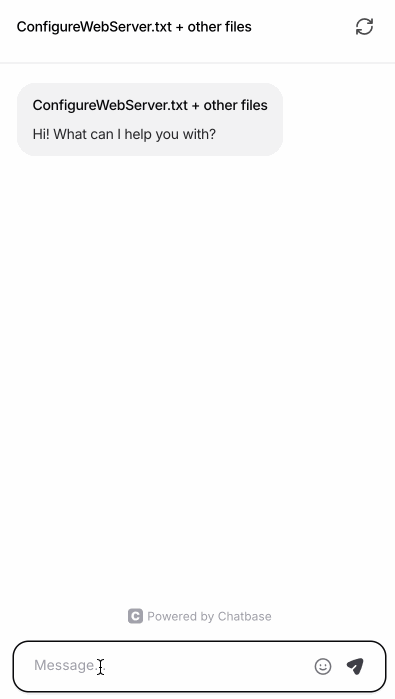 ConfigureWebServer.txt + other files
ConfigureWebServer.txt + other files
Hi! What can I help you with?
C Powered by Chatbase
Message...